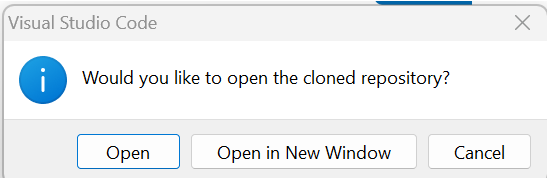 Visual Studio Code
Would you like to open the cloned repository?
Open
Open in New Window
Cancel